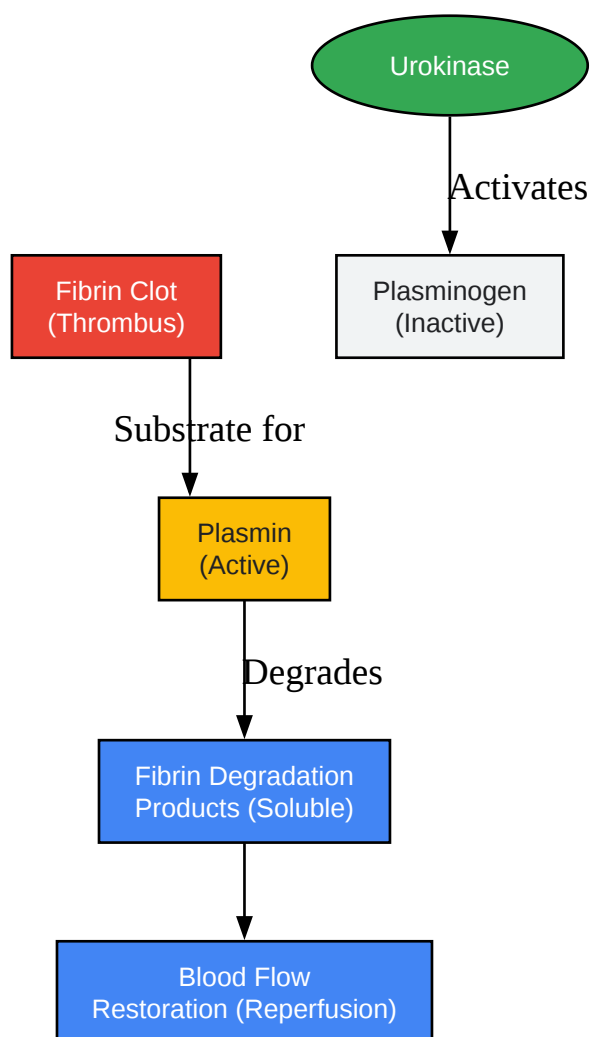 Urokinase
Activates
Fibrin Clot
(Thrombus)
Plasminogen
(Inactive)
Substrate for
Plasmin
(Active)
Degrades
Fibrin Degradation
Products (Soluble)
Blood Flow
Restoration (Reperfusion)